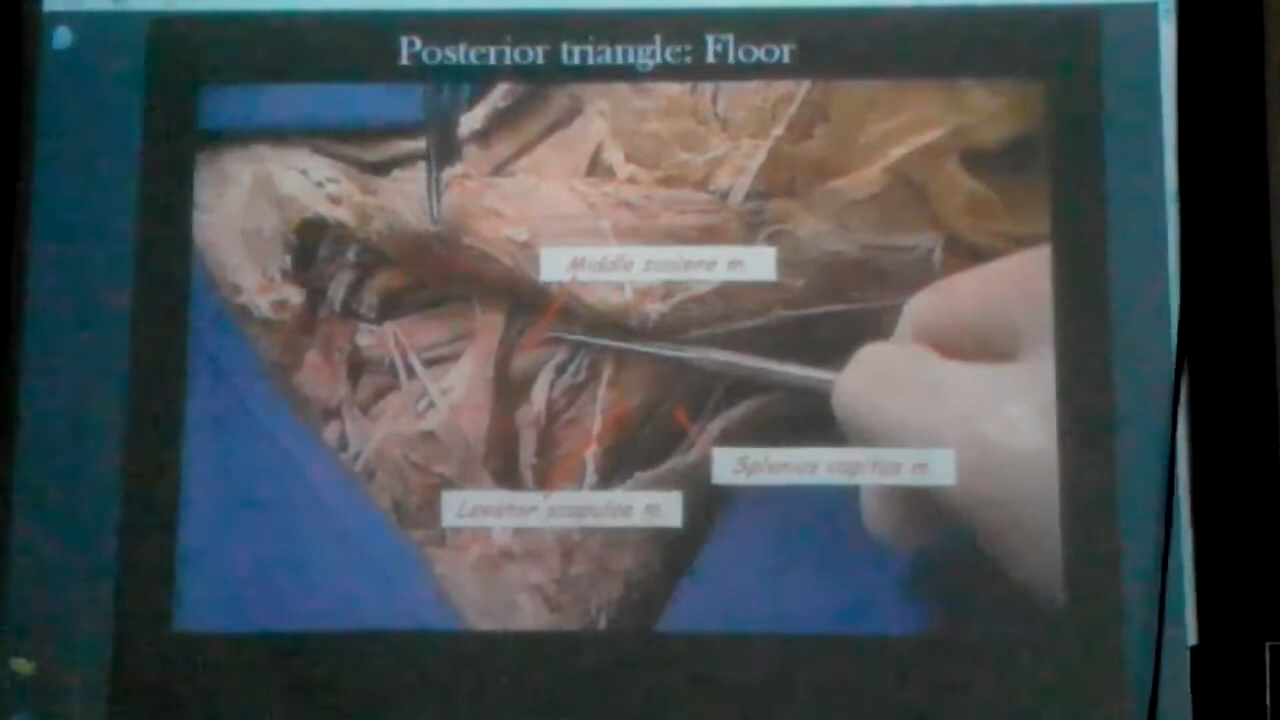 Posterior triangle: Floor
Middle scalene m.
Splenius capitis m.
Levator scapulae m.